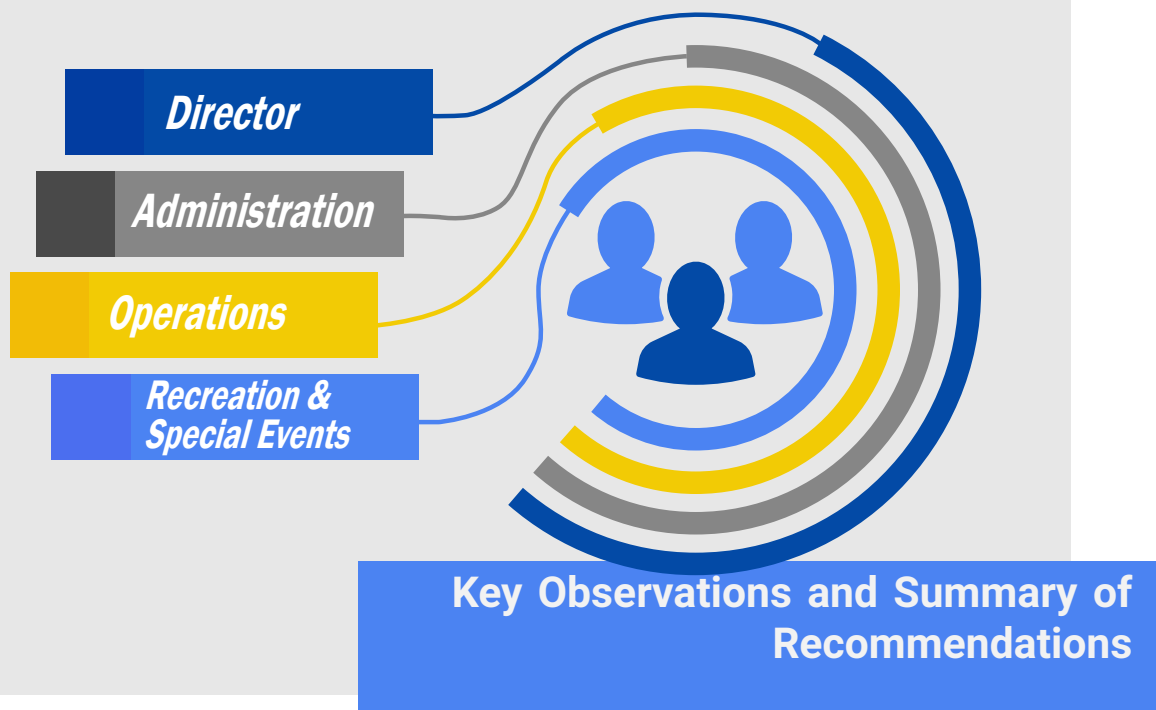 Director
Administration
Operations
Recreation &
Special Events
Key Observations and Summary of
Recommendations